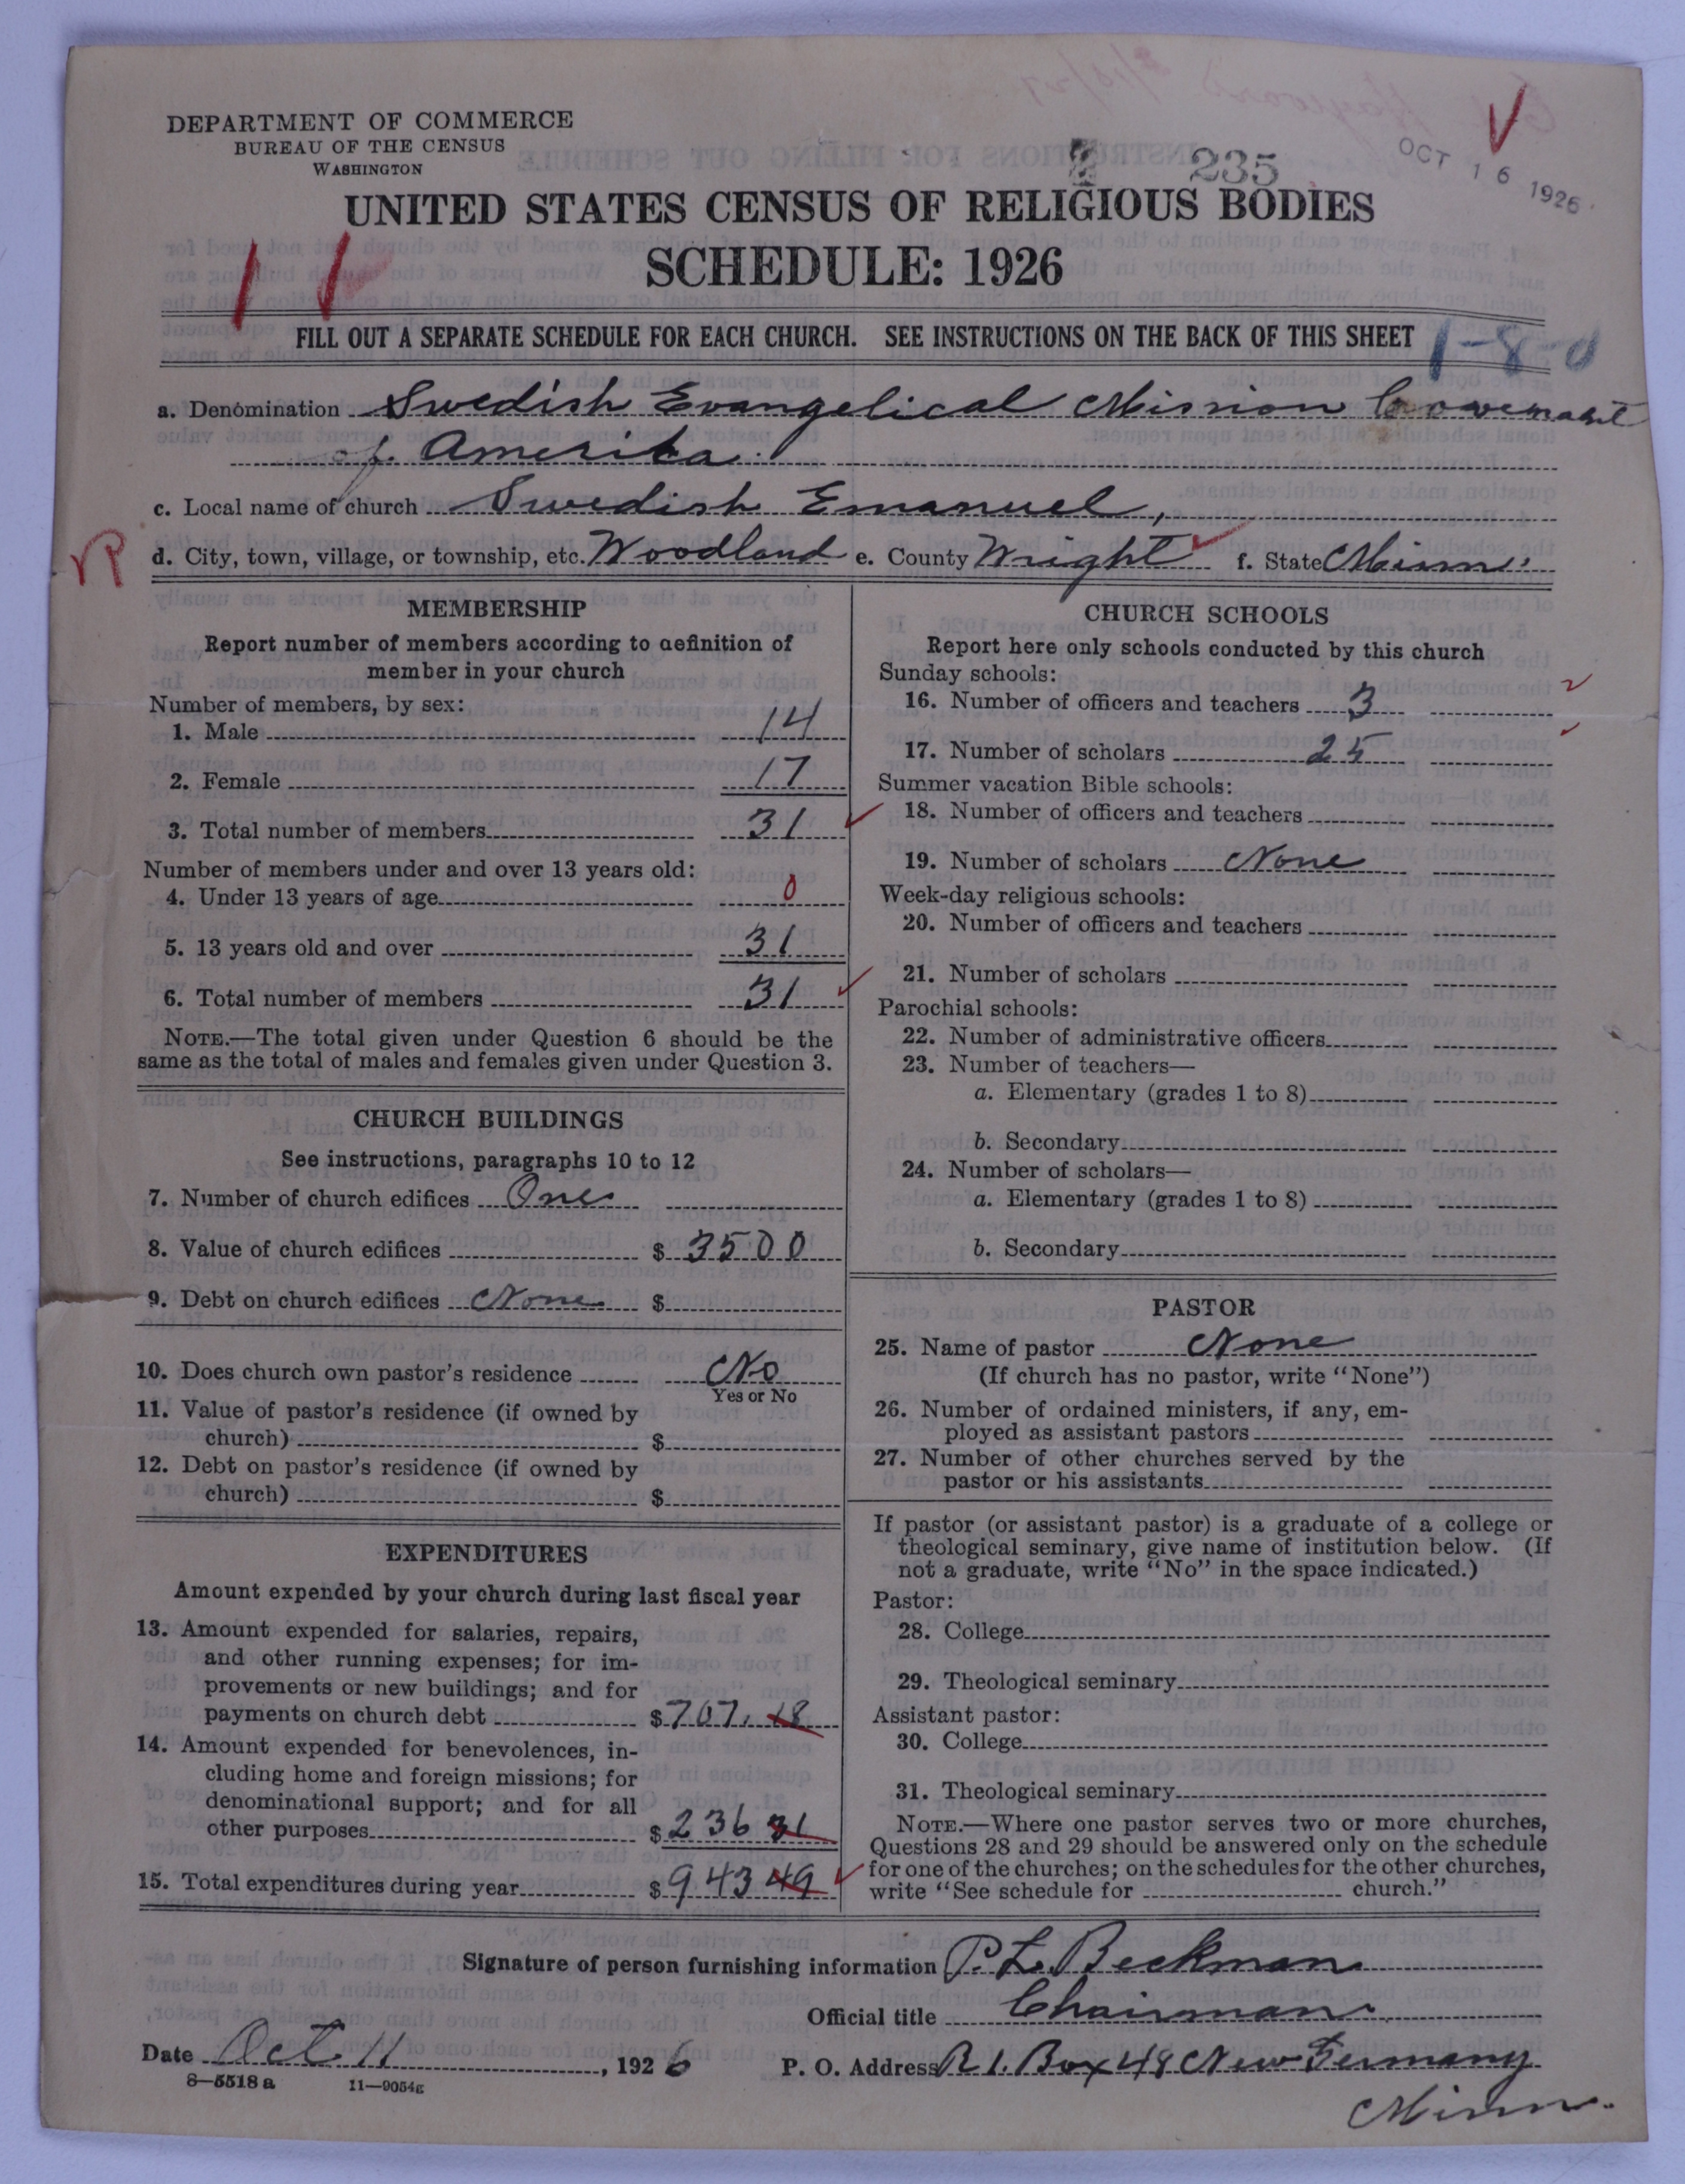 DEPARTMENT OF COMMERCE
BUREAU OF THE CENSUS
WASHINGTON
235
OCT 16 1926
UNITED STATES CENSUS OF RELIGIOUS BODIES
SCHEDULE: 1926
FILL OUT A SEPARATE SCHEDULE FOR EACH CHURCH. SEE INSTRUCTIONS ON THE BACK OF THIS SHEET
1-8-0
a. Denomination Swedish Evangelical Mission Covenant
of America
c. Local name of church Swedish Emanuel,
d. City, town, village, or township, etc. Woodland e. County Wright f. State Minn.
MEMBERSHIP
Report number of members according to definition of
member in your church
Number of members, by sex:
1. Male 14
2. Female 17
3. Total number of members 31
Number of members under and over 13 years old:
4. Under 13 years of age 0
5. 13 years old and over 31
6. Total number of members 31
NOTE.—The total given under Question 6 should be the
same as the total of males and females given under Question 3.
CHURCH BUILDINGS
See instructions, paragraphs 10 to 12
7. Number of church edifices One
8. Value of church edifices $ 3500
9. Debt on church edifices None $
10. Does church own pastor's residence No
Yes or No
11. Value of pastor's residence (if owned by
church) $
12. Debt on pastor's residence (if owned by
church) $
EXPENDITURES
Amount expended by your church during last fiscal year
13. Amount expended for salaries, repairs,
and other running expenses; for im-
provements or new buildings; and for
payments on church debt $ 707. 18
14. Amount expended for benevolences, in-
cluding home and foreign missions; for
denominational support; and for all
other purposes $ 236 31
15. Total expenditures during year $ 943 49
CHURCH SCHOOLS
Report here only schools conducted by this church
Sunday schools:
16. Number of officers and teachers 3
17. Number of scholars 25
Summer vacation Bible schools:
18. Number of officers and teachers
19. Number of scholars None
Week-day religious schools:
20. Number of officers and teachers
21. Number of scholars
Parochial schools:
22. Number of administrative officers
23. Number of teachers—
a. Elementary (grades 1 to 8)
b. Secondary
24. Number of scholars—
a. Elementary (grades 1 to 8)
b. Secondary
PASTOR
25. Name of pastor None
(If church has no pastor, write "None")
26. Number of ordained ministers, if any, em-
ployed as assistant pastors
27. Number of other churches served by the
pastor or his assistants
If pastor (or assistant pastor) is a graduate of a college or
theological seminary, give name of institution below. (If
not a graduate, write "No" in the space indicated.)
Pastor:
28. College
29. Theological seminary
Assistant pastor:
30. College
31. Theological seminary
NOTE.—Where one pastor serves two or more churches,
Questions 28 and 29 should be answered only on the schedule
for one of the churches; on the schedules for the other churches,
write "See schedule for church."
Signature of person furnishing information P. L. Beckman
Official title Chairman
Date Oct. 11, 1926 P. O. Address R 1. Box 48 New Germany
Minn.
8—5518 a 11—9054g